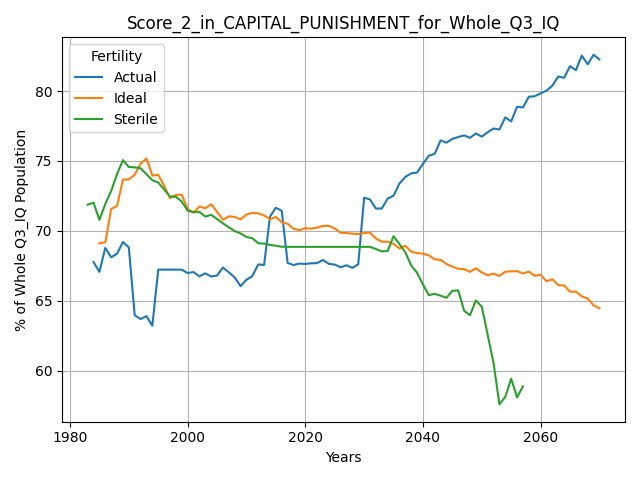 Score_2_in_CAPITAL_PUNISHMENT_for_Whole_Q3_IQ
Fertility
Actual
Ideal
Sterile
% of Whole Q3_IQ Population
80
75
70
65
60
1980
2000
2020
2040
2060
Years